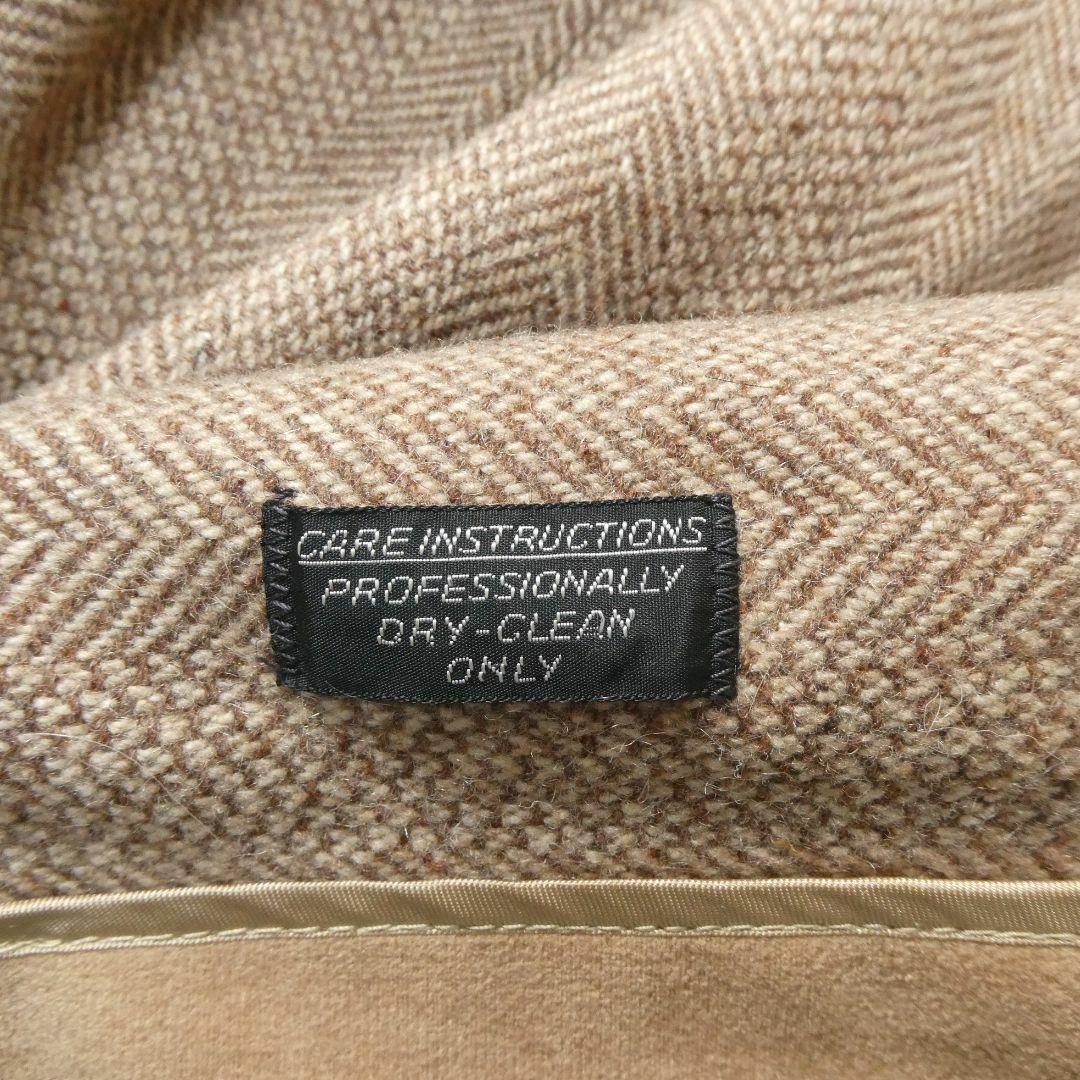 CARE INSTRUCTIONS
PROFESSIONALLY
DRY-CLEAN
ONLY